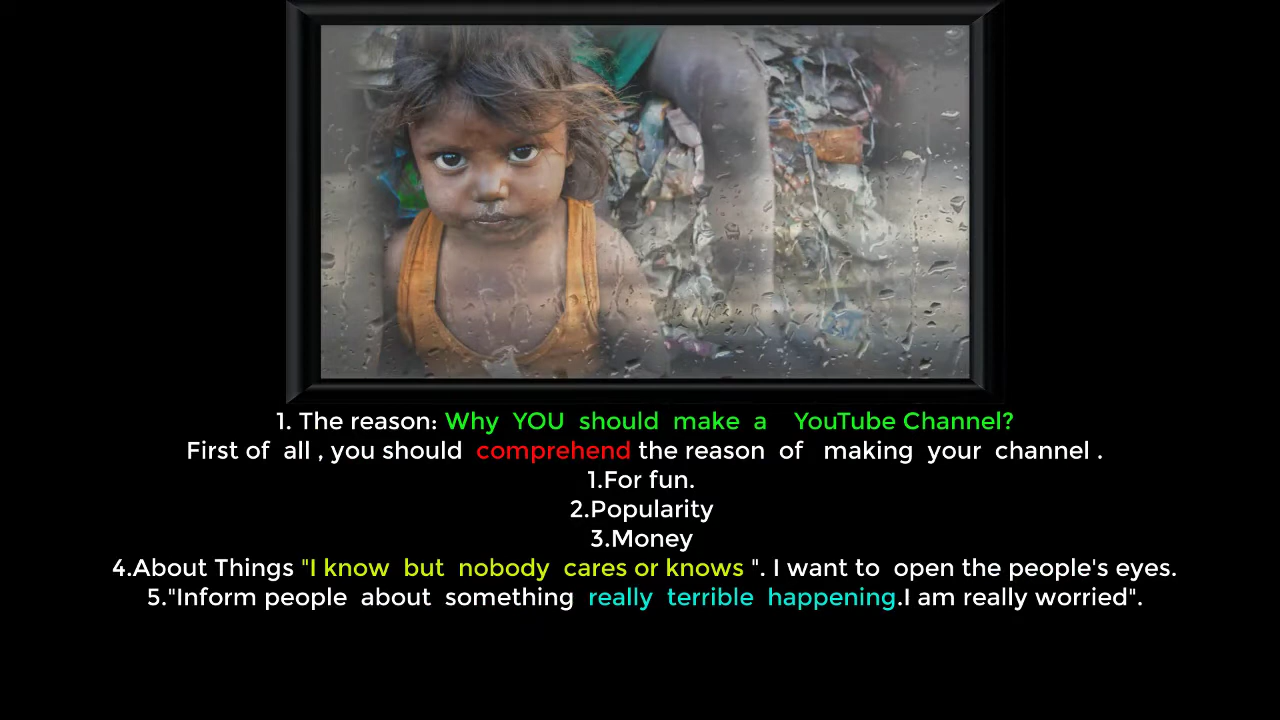 1. The reason: Why YOU should make a YouTube Channel?
First of all , you should comprehend the reason of making your channel .
1.For fun.
2.Popularity
3.Money
4.About Things "I know but nobody cares or knows ". I want to open the people's eyes.
5."Inform people about something really terrible happening.I am really worried".